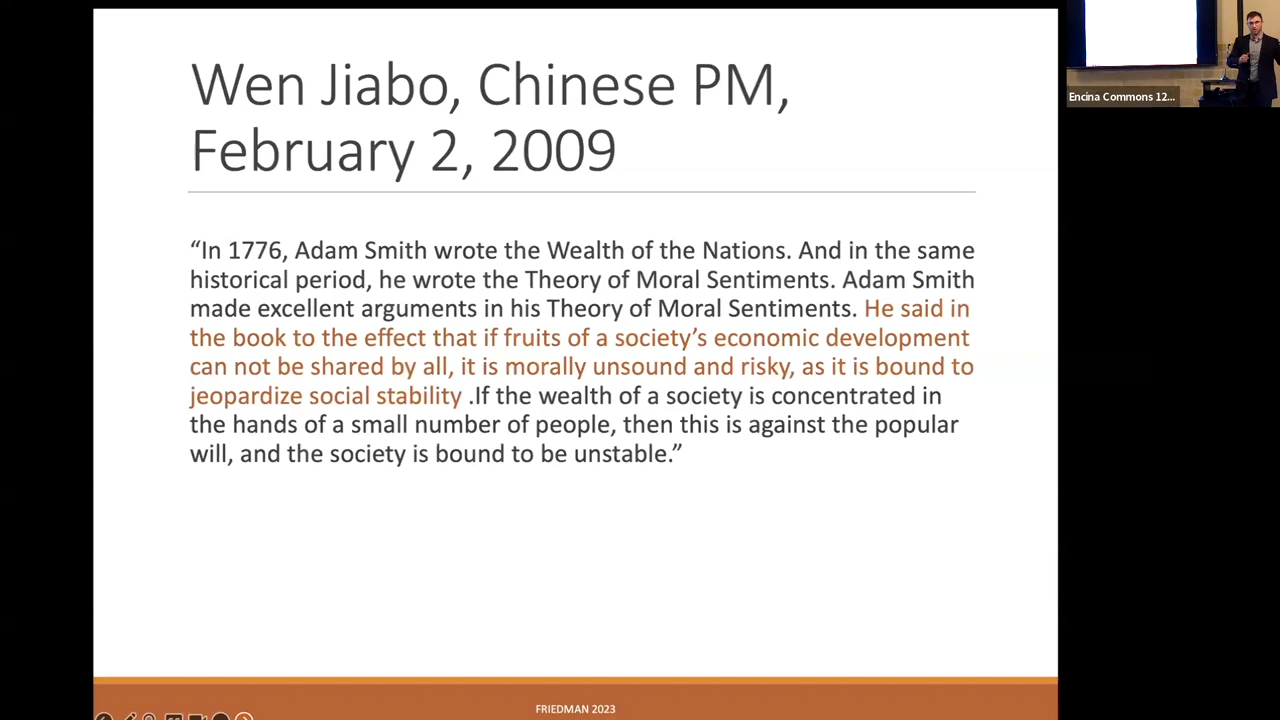 Wen Jiabo, Chinese PM,
February 2, 2009
“In 1776, Adam Smith wrote the Wealth of the Nations. And in the same
historical period, he wrote the Theory of Moral Sentiments. Adam Smith
made excellent arguments in his Theory of Moral Sentiments. He said in
the book to the effect that if fruits of a society’s economic development
can not be shared by all, it is morally unsound and risky, as it is bound to
jeopardize social stability .If the wealth of a society is concentrated in
the hands of a small number of people, then this is against the popular
will, and the society is bound to be unstable.”
FRIEDMAN 2023
Encina Commons 12...